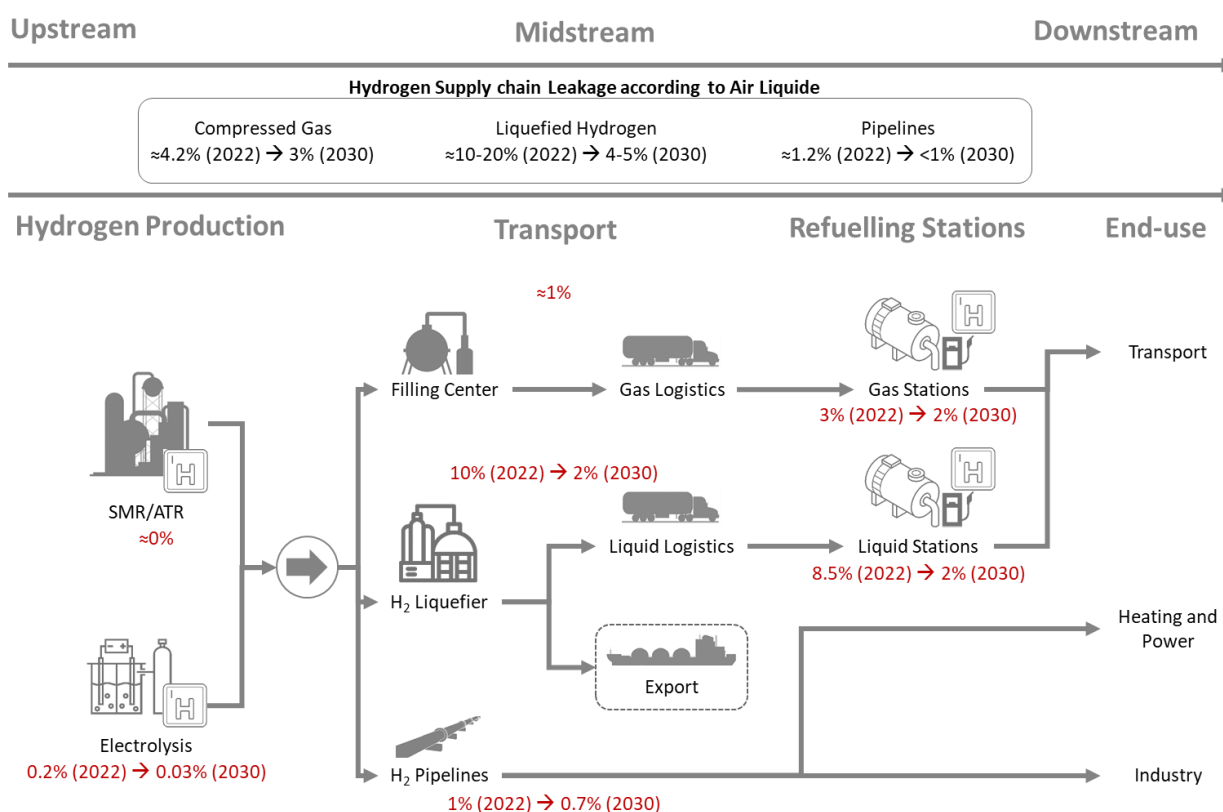 Upstream
Midstream
Downstream
Hydrogen Supply chain Leakage according to Air Liquide
Compressed Gas
≈4.2% (2022) → 3% (2030)
Liquefied Hydrogen
≈10-20% (2022) → 4-5% (2030)
Pipelines
≈1.2% (2022) → <1% (2030)
Hydrogen Production
Transport
Refuelling Stations
End-use
≈1%
H
Filling Center
Gas Logistics
Gas Stations
3% (2022) → 2% (2030)
Transport
H
SMR/ATR
≈0%
10% (2022) → 2% (2030)
H
Liquid Logistics
Liquid Stations
8.5% (2022) → 2% (2030)
H₂ Liquefier
Export
Heating and
Power
H
Electrolysis
0.2% (2022) → 0.03% (2030)
H₂ Pipelines
1% (2022) → 0.7% (2030)
Industry